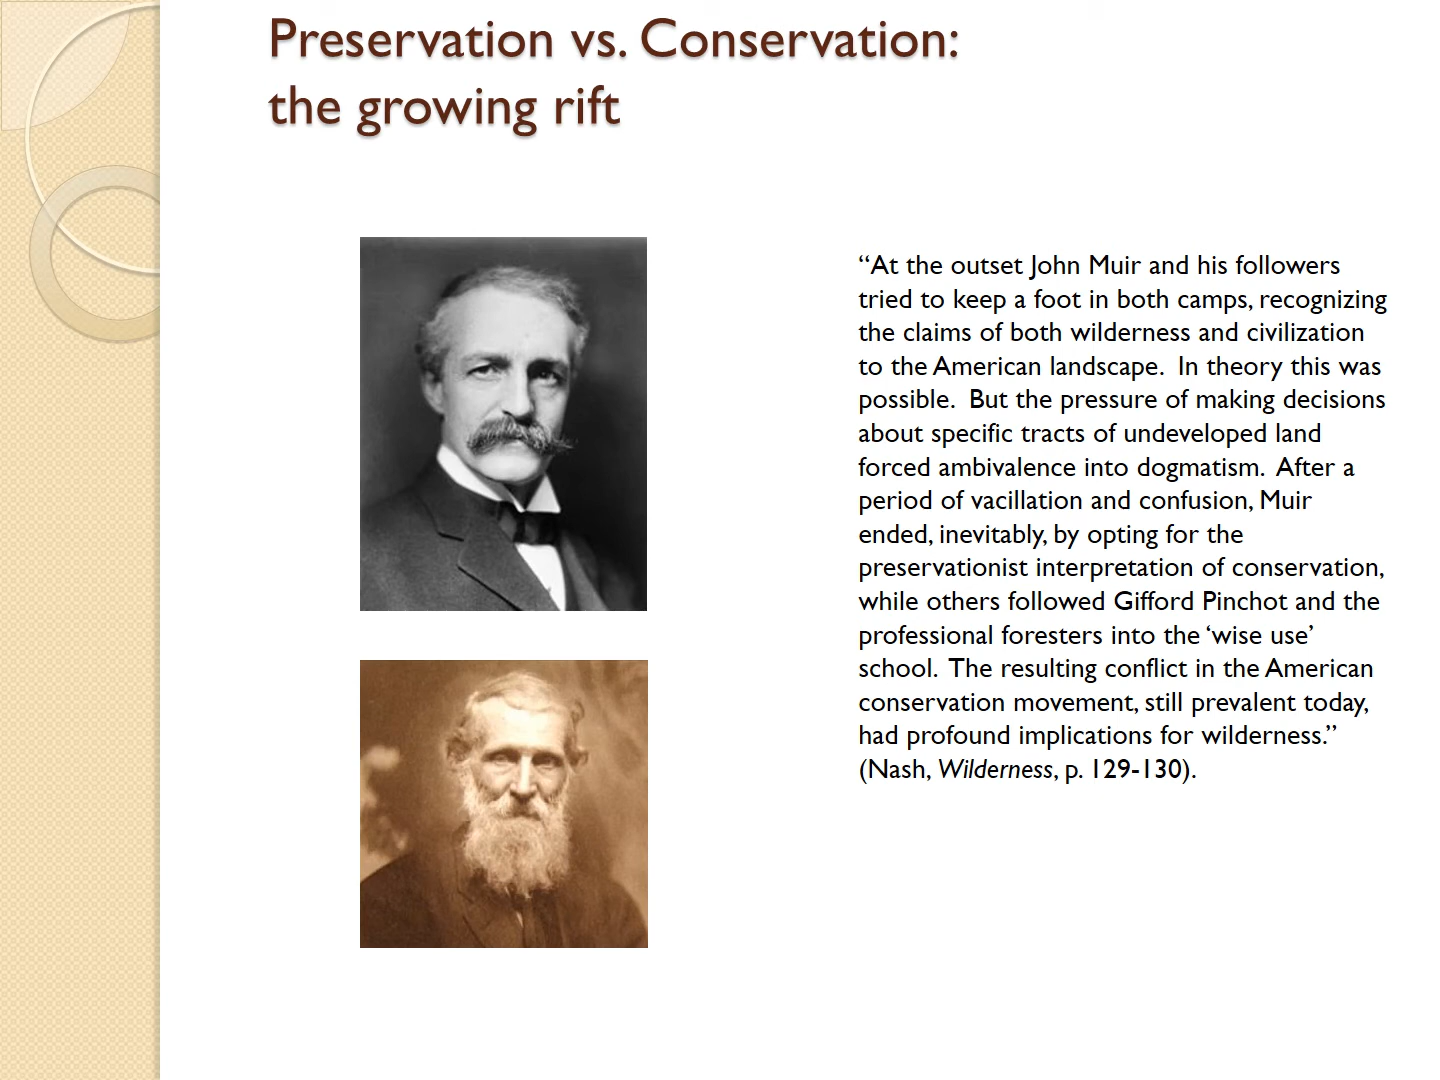 Preservation vs. Conservation:
the growing rift
“At the outset John Muir and his followers
tried to keep a foot in both camps, recognizing
the claims of both wilderness and civilization
to the American landscape.  In theory this was
possible.  But the pressure of making decisions
about specific tracts of undeveloped land
forced ambivalence into dogmatism.  After a
period of vacillation and confusion, Muir
ended, inevitably, by opting for the
preservationist interpretation of conservation,
while others followed Gifford Pinchot and the
professional foresters into the ‘wise use’
school.  The resulting conflict in the American
conservation movement, still prevalent today,
had profound implications for wilderness.”
(Nash, Wilderness, p. 129-130).